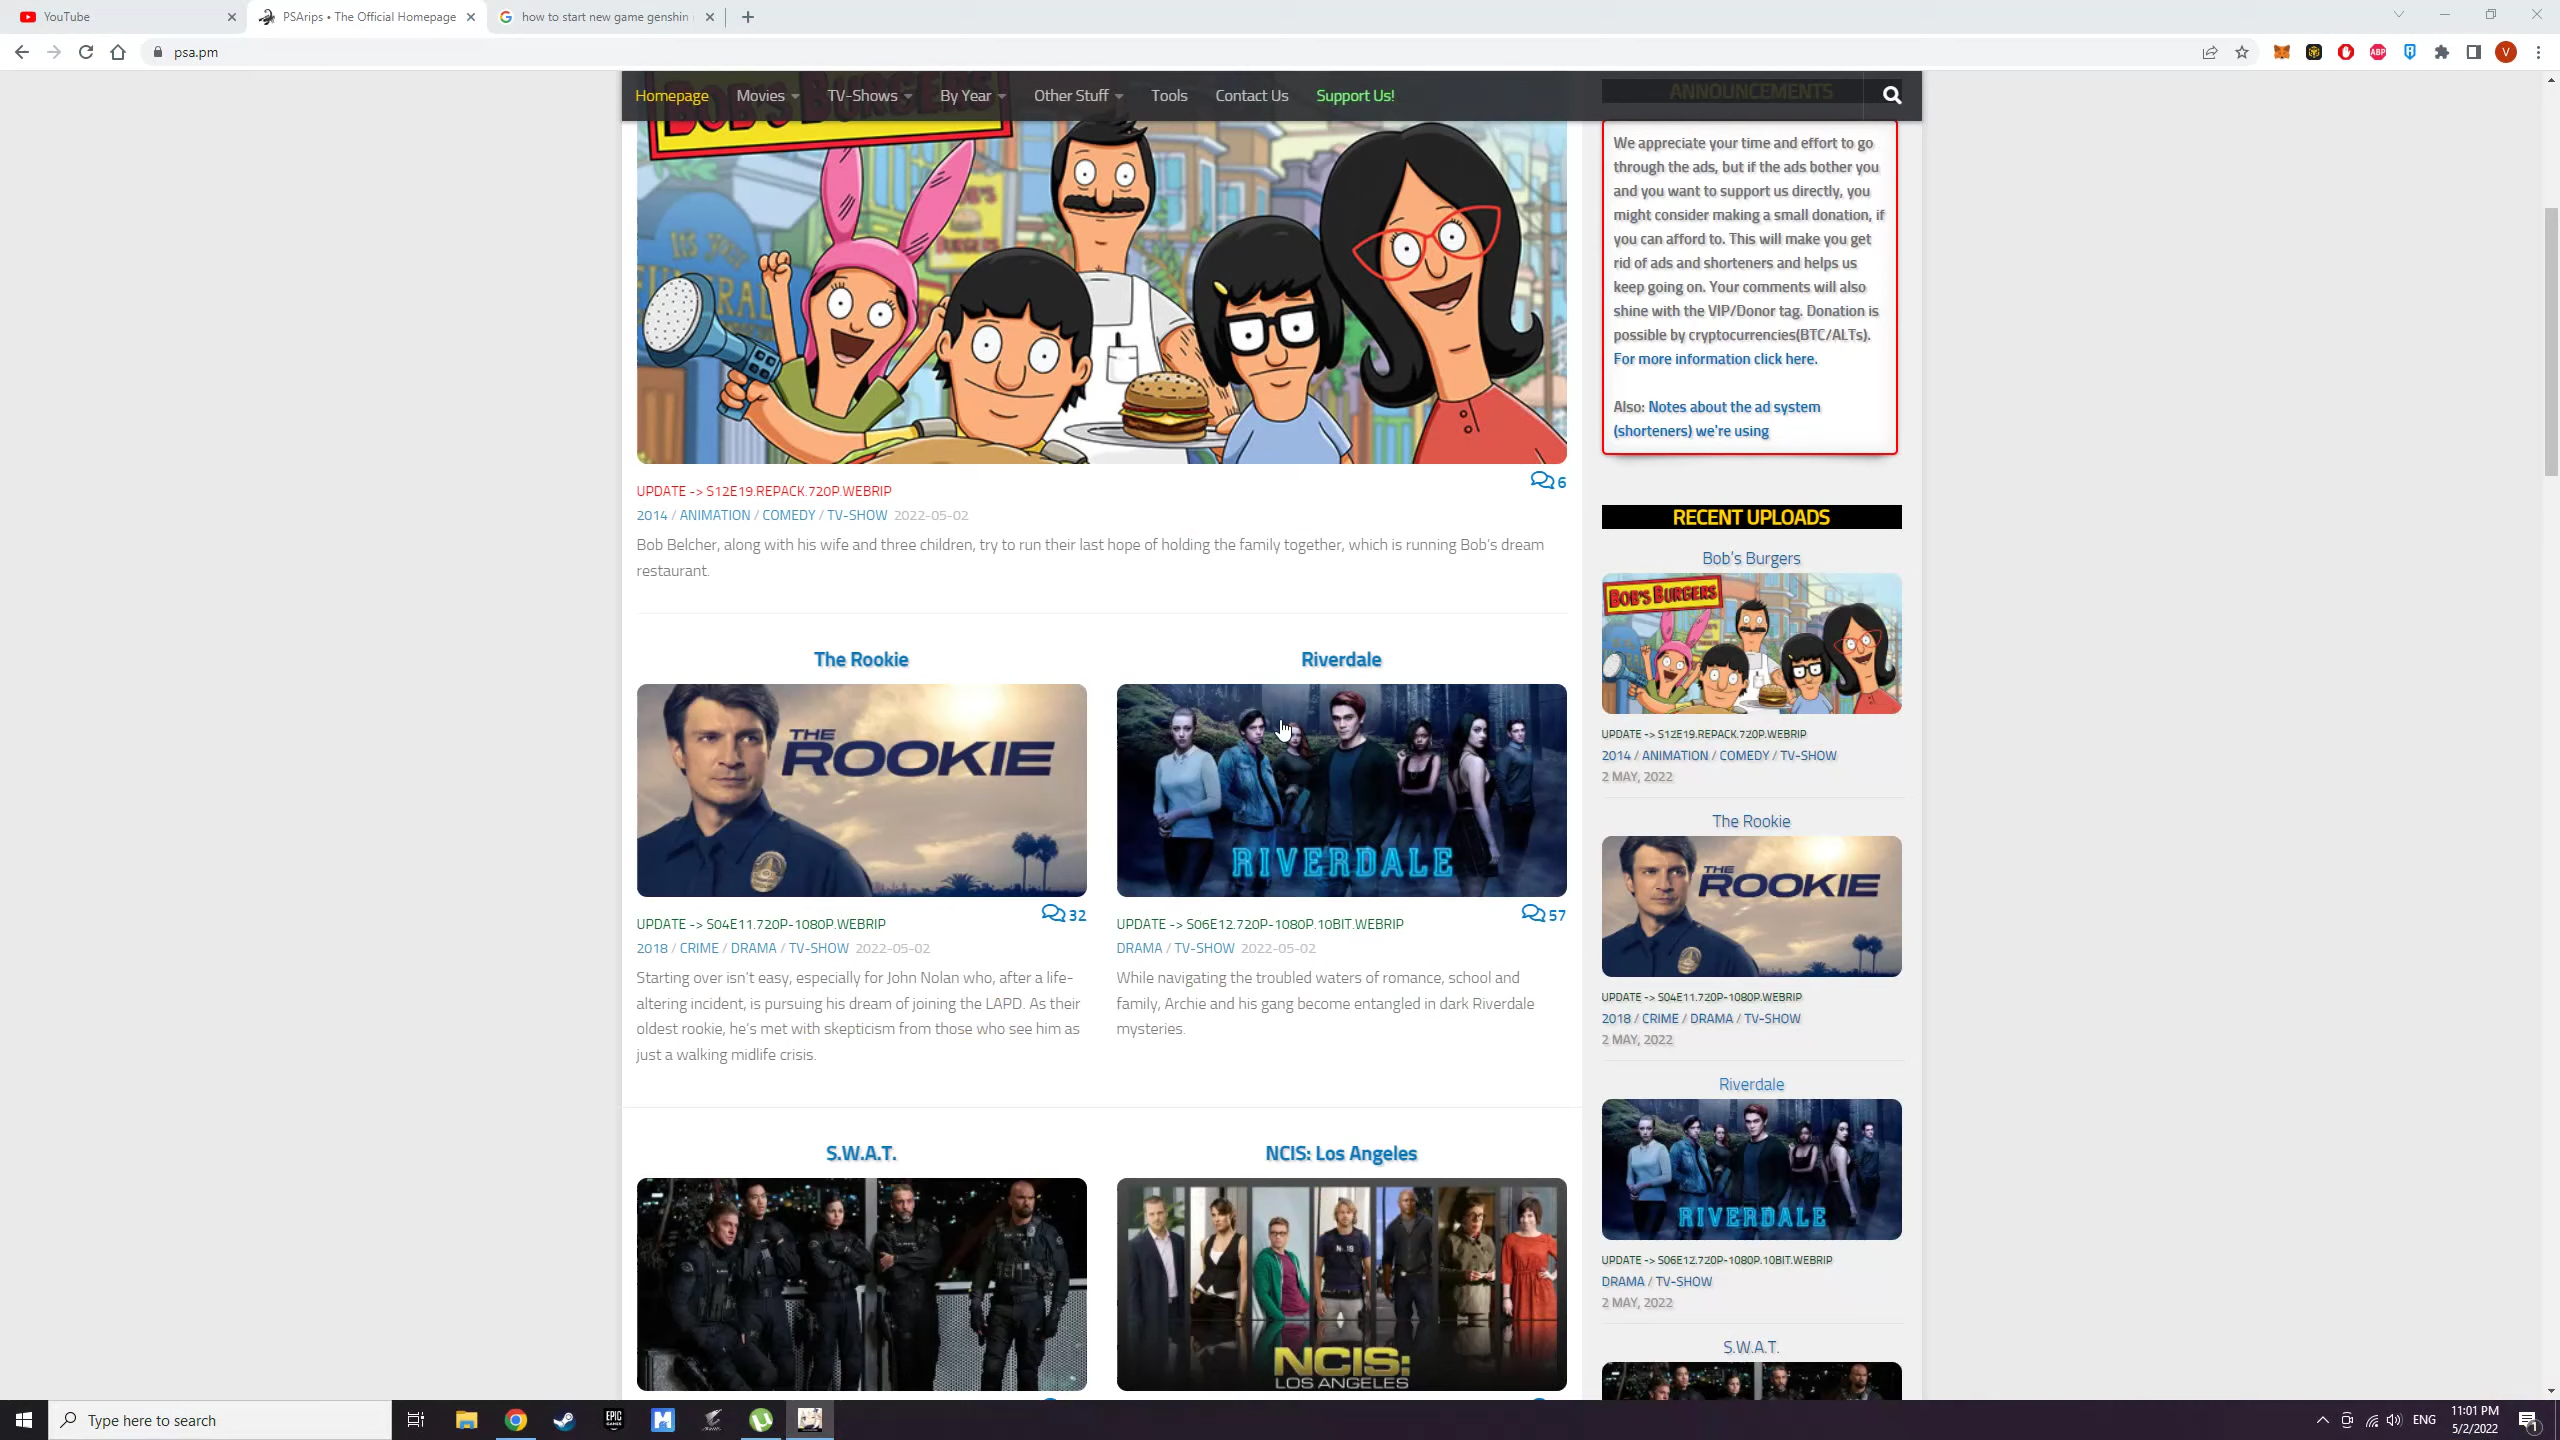 YouTube
PSArips • The Official Homepage
how to start new game genshin
psa.pm
V
ABP
Homepage
Movies
TV-Shows
By Year
Other Stuff
Tools
Contact Us
Support Us!
ANNOUNCEMENTS
BOB'S BURGERS
We appreciate your time and effort to go
through the ads, but if the ads bother you
and you want to support us directly, you
might consider making a small donation, if
you can afford to. This will make you get
rid of ads and shorteners and helps us
keep going on. Your comments will also
shine with the VIP/Donor tag. Donation is
possible by cryptocurrencies(BTC/ALTs).
For more information click here.
Also: Notes about the ad system
(shorteners) we're using
UPDATE -> S12E19.REPACK.720P.WEBRIP
6
2014 / ANIMATION / COMEDY / TV-SHOW 2022-05-02
Bob Belcher, along with his wife and three children, try to run their last hope of holding the family together, which is running Bob's dream
restaurant.
The Rookie
THE
ROOKIE
UPDATE -> S04E11.720P-1080P.WEBRIP
32
2018 / CRIME / DRAMA / TV-SHOW 2022-05-02
Starting over isn't easy, especially for John Nolan who, after a life-
altering incident, is pursuing his dream of joining the LAPD. As their
oldest rookie, he's met with skepticism from those who see him as
just a walking midlife crisis.
Riverdale
RIVERDALE
UPDATE -> S06E12.720P-1080P.10BIT.WEBRIP
57
DRAMA / TV-SHOW 2022-05-02
While navigating the troubled waters of romance, school and
family, Archie and his gang become entangled in dark Riverdale
mysteries.
S.W.A.T.
NCIS: Los Angeles
NCIS:
LOS ANGELES
RECENT UPLOADS
Bob's Burgers
BOB'S BURGERS
UPDATE -> S12E19.REPACK.720P.WEBRIP
2014 / ANIMATION / COMEDY / TV-SHOW
2 MAY, 2022
The Rookie
THE
ROOKIE
UPDATE -> S04E11.720P-1080P.WEBRIP
2018 / CRIME / DRAMA / TV-SHOW
2 MAY, 2022
Riverdale
RIVERDALE
UPDATE -> S06E12.720P-1080P.10BIT.WEBRIP
DRAMA / TV-SHOW
2 MAY, 2022
S.W.A.T.
Type here to search
EPIC
ENG
11:01 PM
5/2/2022
1